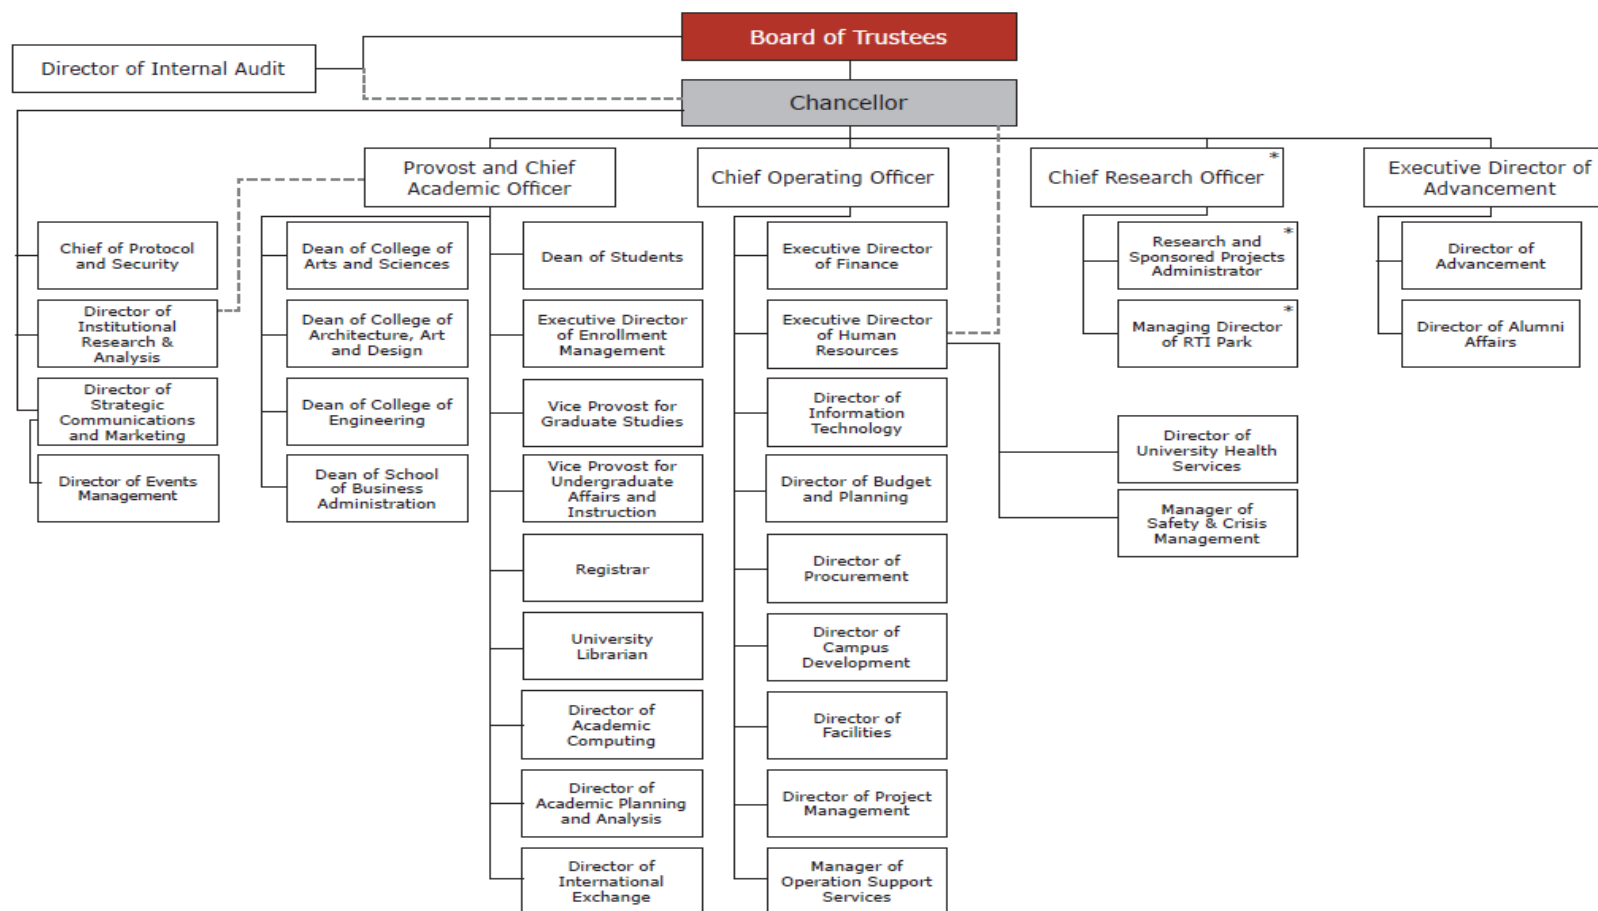 Board of Trustees
Director of Internal Audit
Chancellor
Provost and Chief
Academic Officer
Chief Operating Officer
*
Chief Research Officer
Executive Director of
Advancement
Chief of Protocol
and Security
Director of
Institutional
Research &
Analysis
Director of
Strategic
Communications
and Marketing
Director of Events
Management
Dean of College of
Arts and Sciences
Dean of College of
Architecture, Art
and Design
Dean of College of
Engineering
Dean of School
of Business
Administration
Dean of Students
Executive Director
of Enrollment
Management
Vice Provost for
Graduate Studies
Vice Provost for
Undergraduate
Affairs and
Instruction
Registrar
University
Librarian
Director of
Academic
Computing
Director of
Academic Planning
and Analysis
Director of
International
Exchange
Executive Director
of Finance
Executive Director
of Human
Resources
Director of
Information
Technology
Director of Budget
and Planning
Director of
Procurement
Director of
Campus
Development
Director of
Facilities
Director of Project
Management
Manager of
Operation Support
Services
*
Research and
Sponsored Projects
Administrator
*
Managing Director
of RTI Park
Director of
University Health
Services
Manager of
Safety & Crisis
Management
Director of
Advancement
Director of Alumni
Affairs